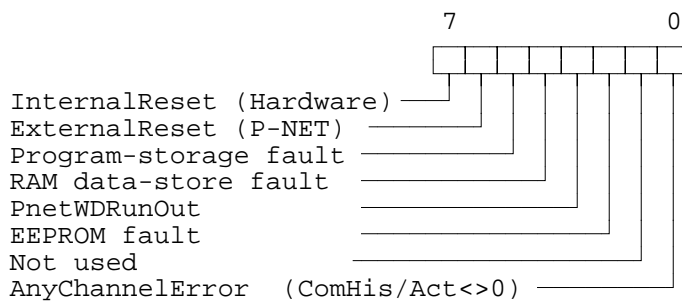 7 0
InternalReset (Hardware)
ExternalReset (P-NET)
Program-storage fault
RAM data-store fault
PnetWDRunOut
EEPROM fault
Not used
AnyChannelError (ComHis/Act<>0)